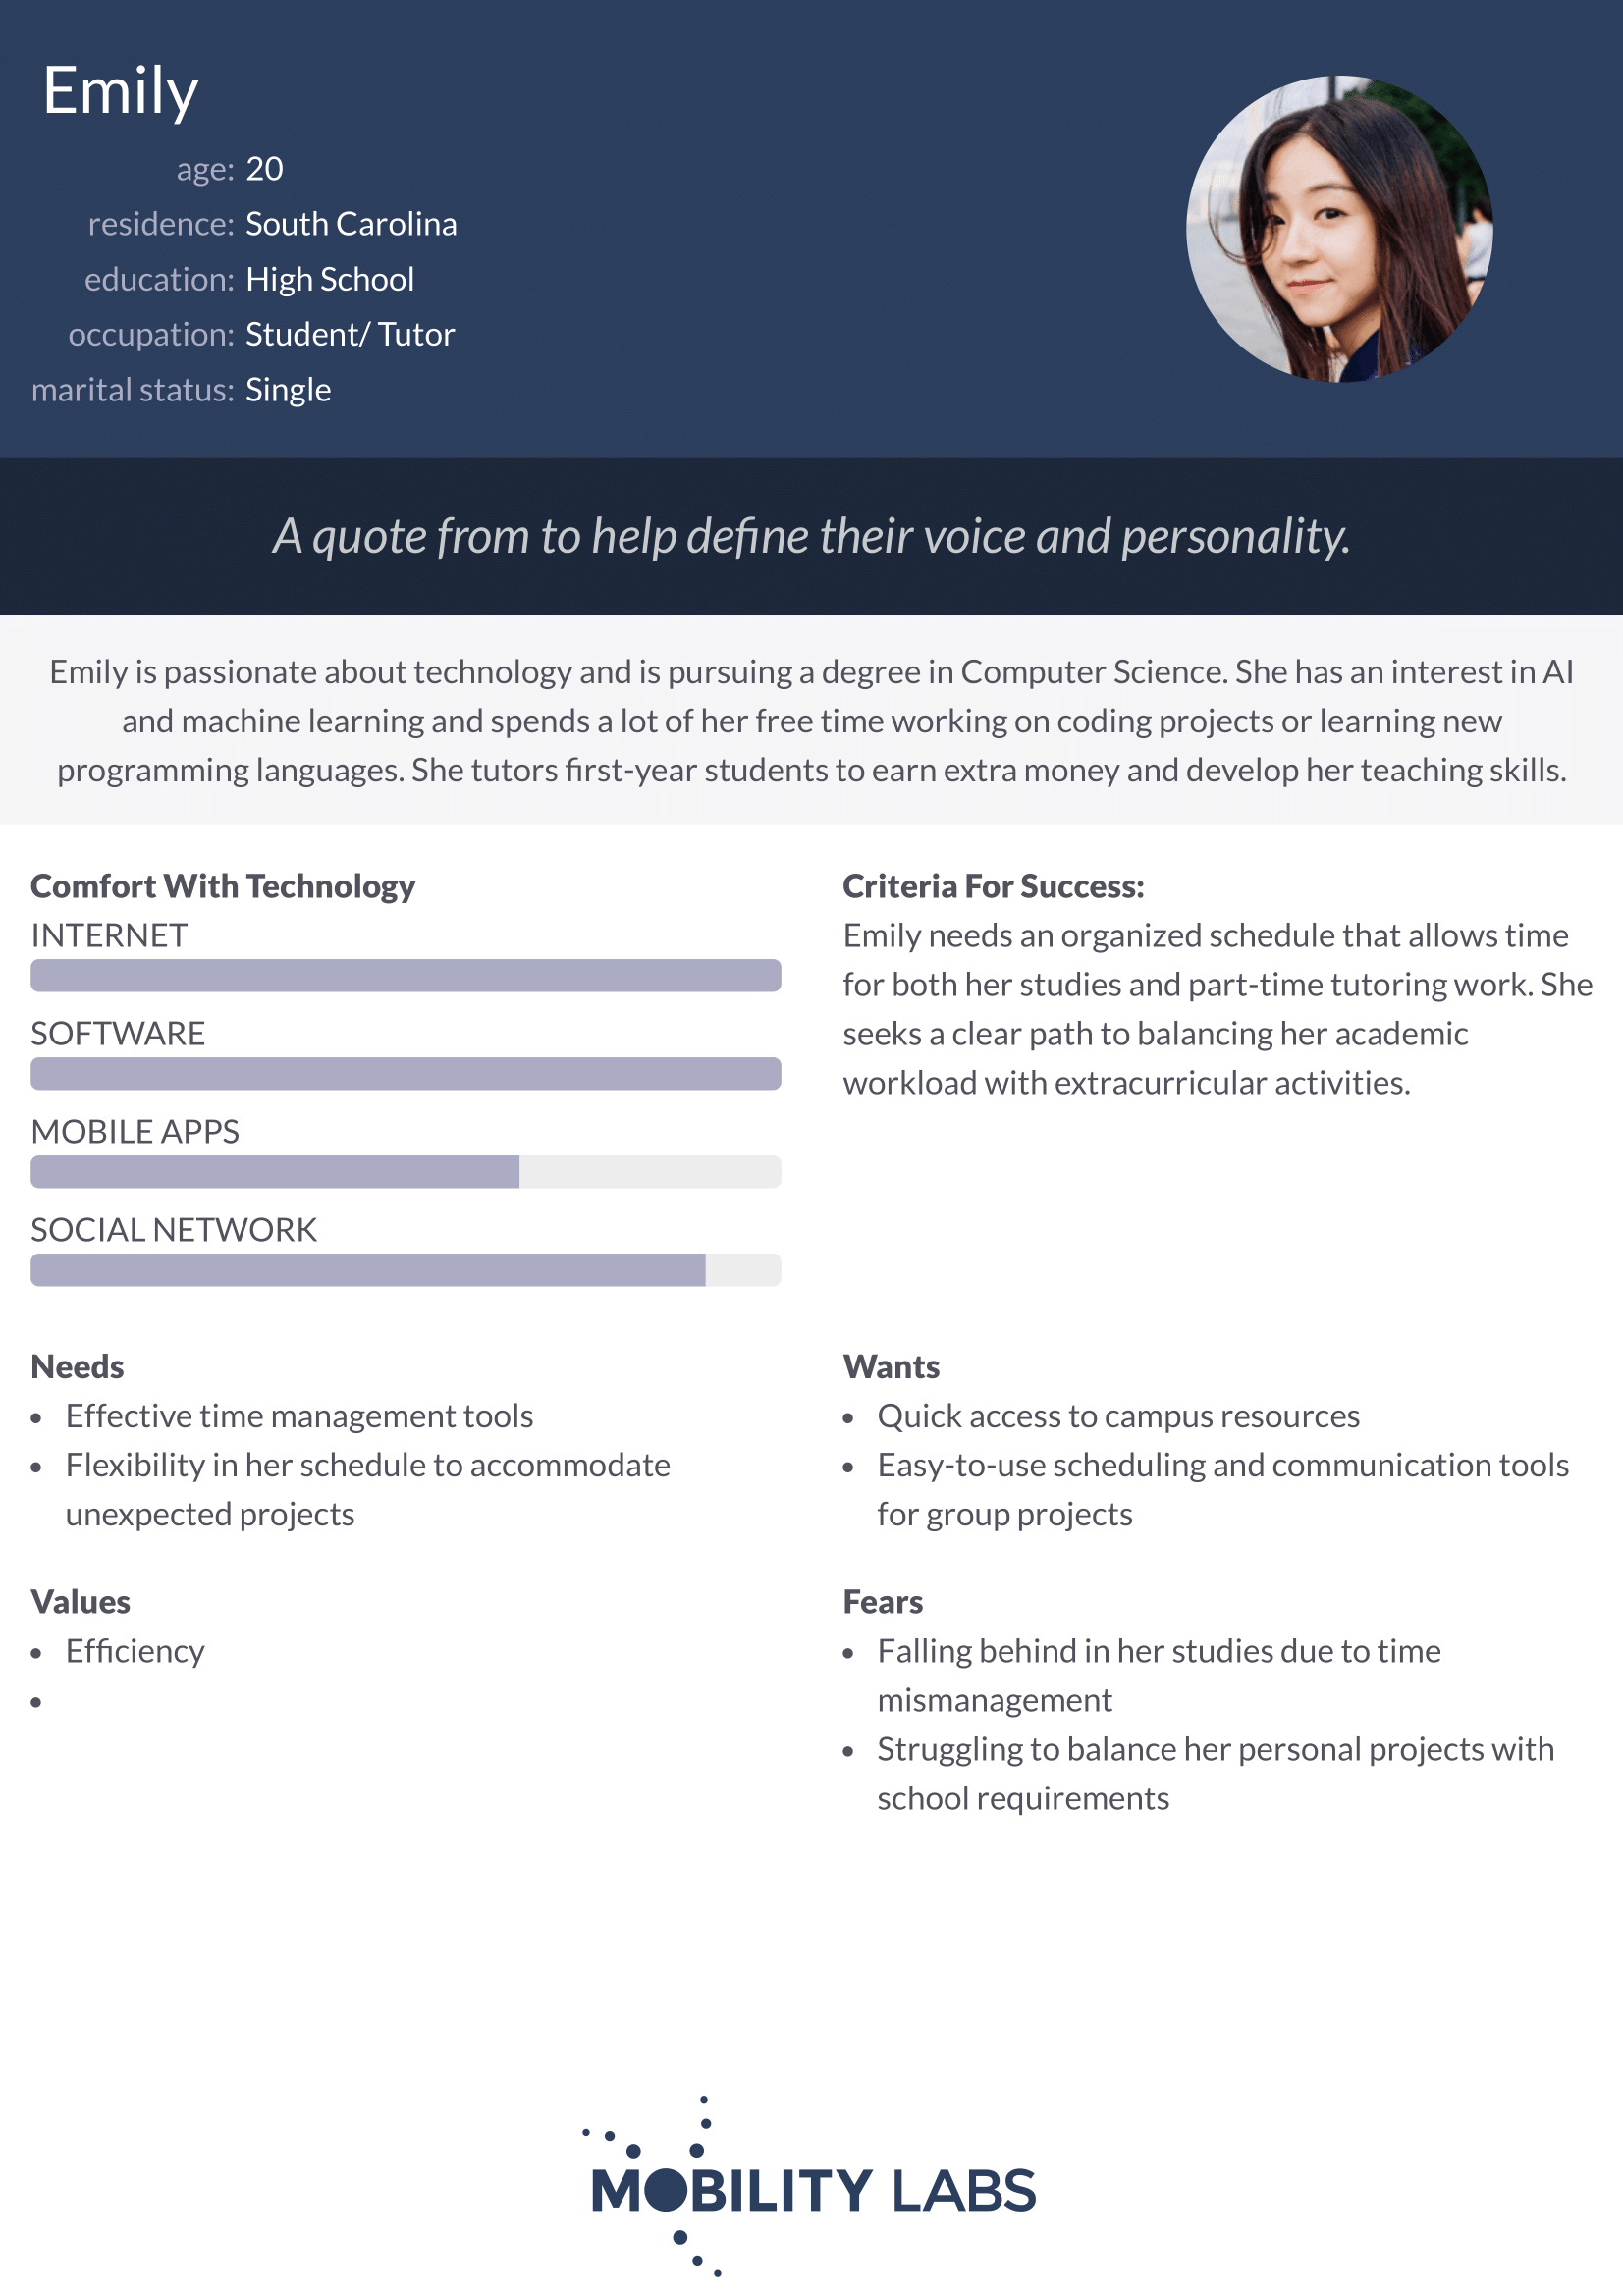 Emily
age: 20
residence: South Carolina
education: High School
occupation: Student/ Tutor
marital status: Single
A quote from to help define their voice and personality.
Emily is passionate about technology and is pursuing a degree in Computer Science. She has an interest in AI
and machine learning and spends a lot of her free time working on coding projects or learning new
programming languages. She tutors first-year students to earn extra money and develop her teaching skills.
Comfort With Technology
INTERNET
SOFTWARE
MOBILE APPS
SOCIAL NETWORK
Criteria For Success:
Emily needs an organized schedule that allows time
for both her studies and part-time tutoring work. She
seeks a clear path to balancing her academic
workload with extracurricular activities.
Needs
• Effective time management tools
• Flexibility in her schedule to accommodate
unexpected projects
Wants
• Quick access to campus resources
• Easy-to-use scheduling and communication tools
for group projects
Values
• Efficiency
•
Fears
• Falling behind in her studies due to time
mismanagement
• Struggling to balance her personal projects with
school requirements
MOBILITY LABS